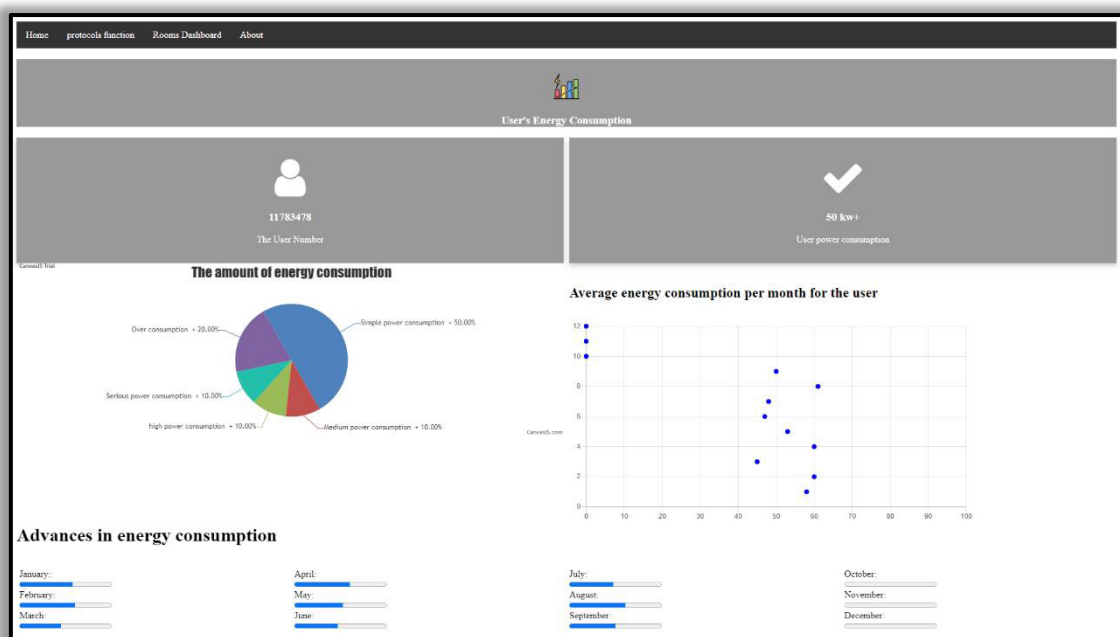 Home protocols function Rooms Dashboard About
User's Energy Consumption
11783478
The User Number
50 kw+
User power consumption
CanvasJS Trial
The amount of energy consumption
Simple power consumption - 50.00%
Over consumption - 20.00%
Serious power consumption - 10.00%
high power consumption - 10.00%
Medium power consumption - 10.00%
CanvasJS.com
Average energy consumption per month for the user
12
10
8
6
4
2
0
0 10 20 30 40 50 60 70 80 90 100
Advances in energy consumption
January:
February:
March:
April:
May:
June:
July:
August:
September:
October:
November:
December: